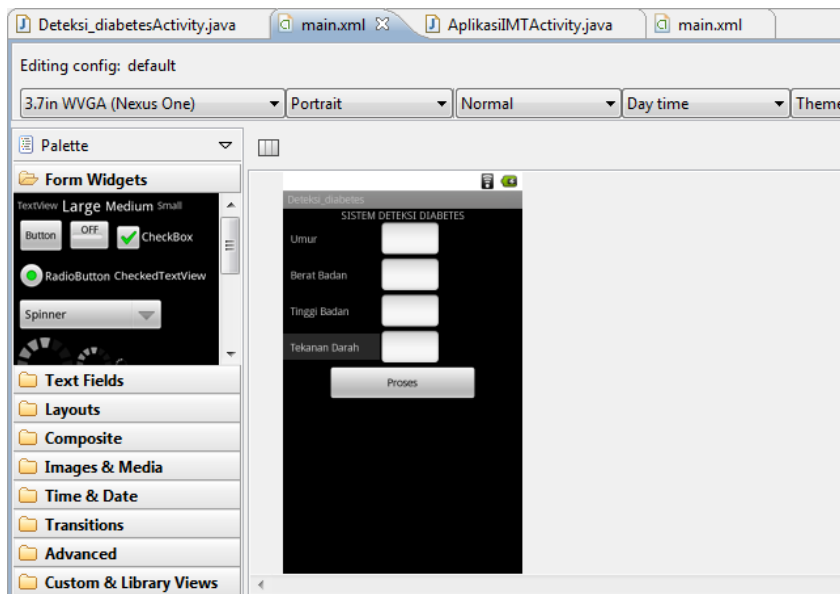 Deteksi_diabetesActivity.java main.xml AplikasiIMTActivity.java main.xml
Editing config: default
3.7in WVGA (Nexus One) Portrait Normal Day time Theme
Palette
Form Widgets
TextView Large Medium Small
Button OFF CheckBox
RadioButton CheckedTextView
Spinner
Text Fields
Layouts
Composite
Images & Media
Time & Date
Transitions
Advanced
Custom & Library Views
Deteksi_diabetes
SISTEM DETEKSI DIABETES
Umur
Berat Badan
Tinggi Badan
Tekanan Darah
Proses